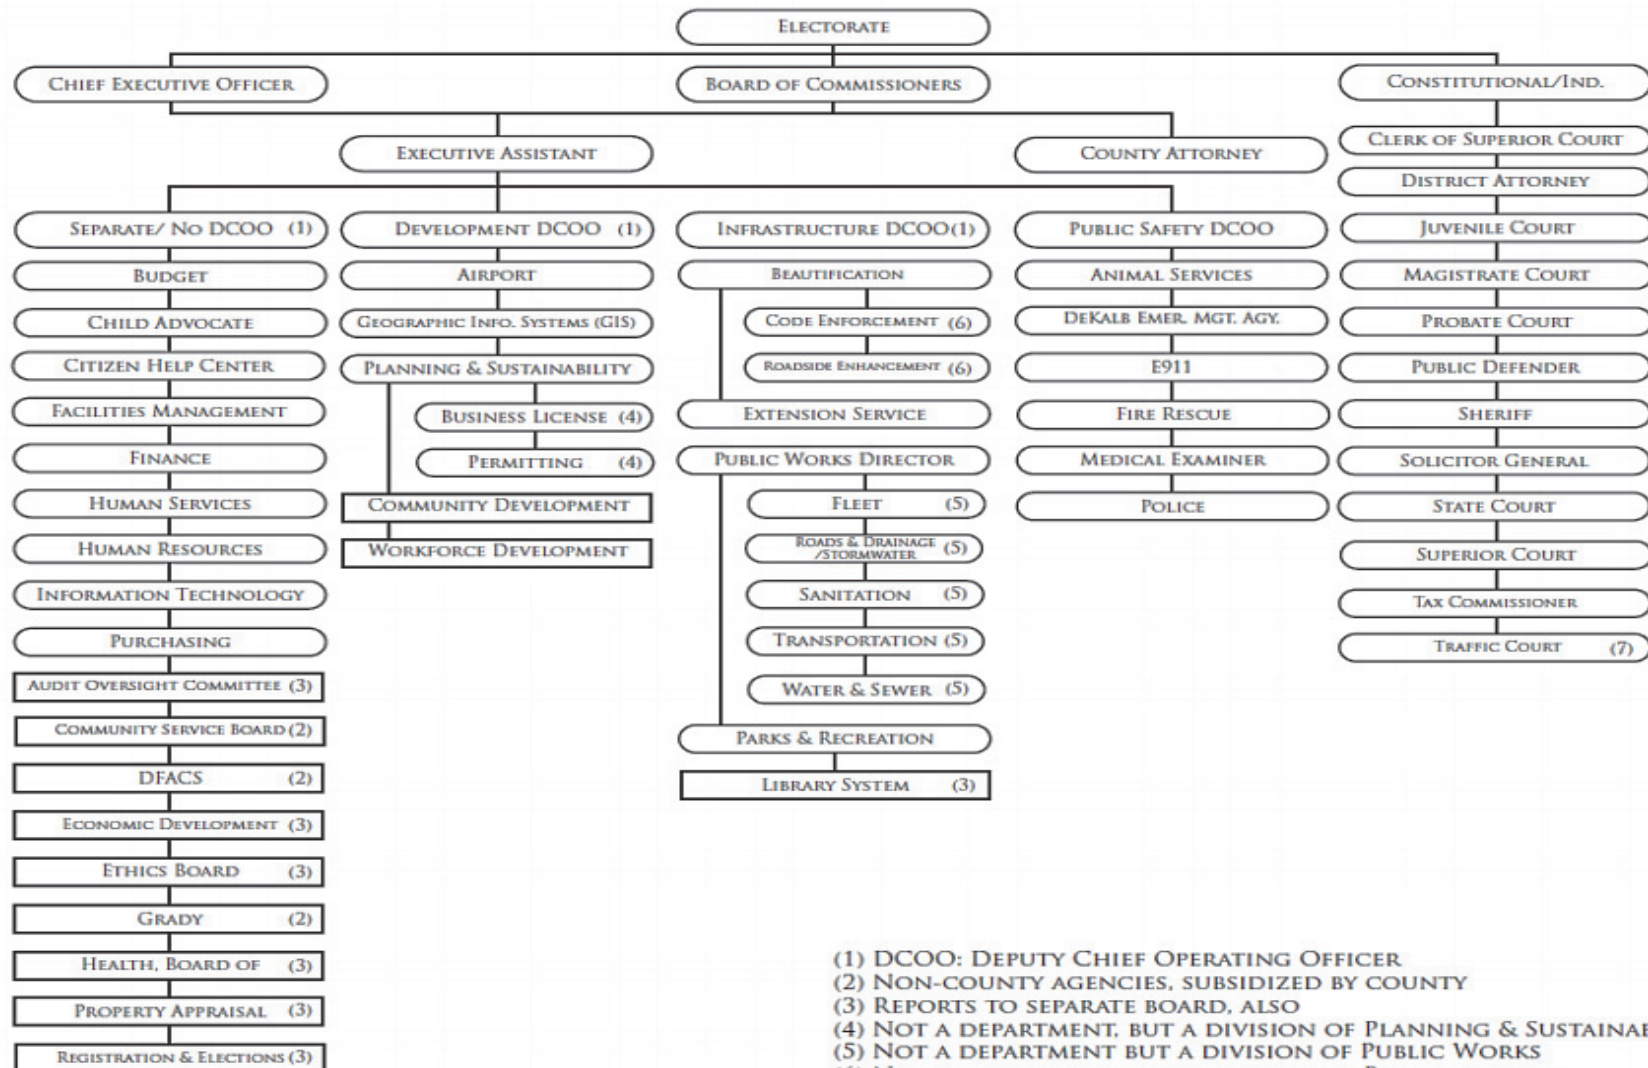 Electorate
Chief Executive Officer
Board of Commissioners
Constitutional/Ind.
Executive Assistant
County Attorney
Clerk of Superior Court
District Attorney
Juvenile Court
Magistrate Court
Probate Court
Public Defender
Sheriff
Solicitor General
State Court
Superior Court
Tax Commissioner
Traffic Court (7)
Separate/ No DCOO (1)
Budget
Child Advocate
Citizen Help Center
Facilities Management
Finance
Human Services
Human Resources
Information Technology
Purchasing
Audit Oversight Committee (3)
Community Service Board (2)
DFACS (2)
Economic Development (3)
Ethics Board (3)
Grady (2)
Health, Board of (3)
Property Appraisal (3)
Registration & Elections (3)
Development DCOO (1)
Airport
Geographic Info. Systems (GIS)
Planning & Sustainability
Business License (4)
Permitting (4)
Community Development
Workforce Development
Infrastructure DCOO (1)
Beautification
Code Enforcement (6)
Roadside Enhancement (6)
Extension Service
Public Works Director
Fleet (5)
Roads & Drainage
/Stormwater (5)
Sanitation (5)
Transportation (5)
Water & Sewer (5)
Parks & Recreation
Library System (3)
Public Safety DCOO
Animal Services
DeKalb Emer. Mgt. Agy.
E911
Fire Rescue
Medical Examiner
Police
(1) DCOO: Deputy Chief Operating Officer
(2) Non-county agencies, subsidized by county
(3) Reports to separate board, also
(4) Not a department, but a division of Planning & Sustainab
(5) Not a department but a division of Public Works